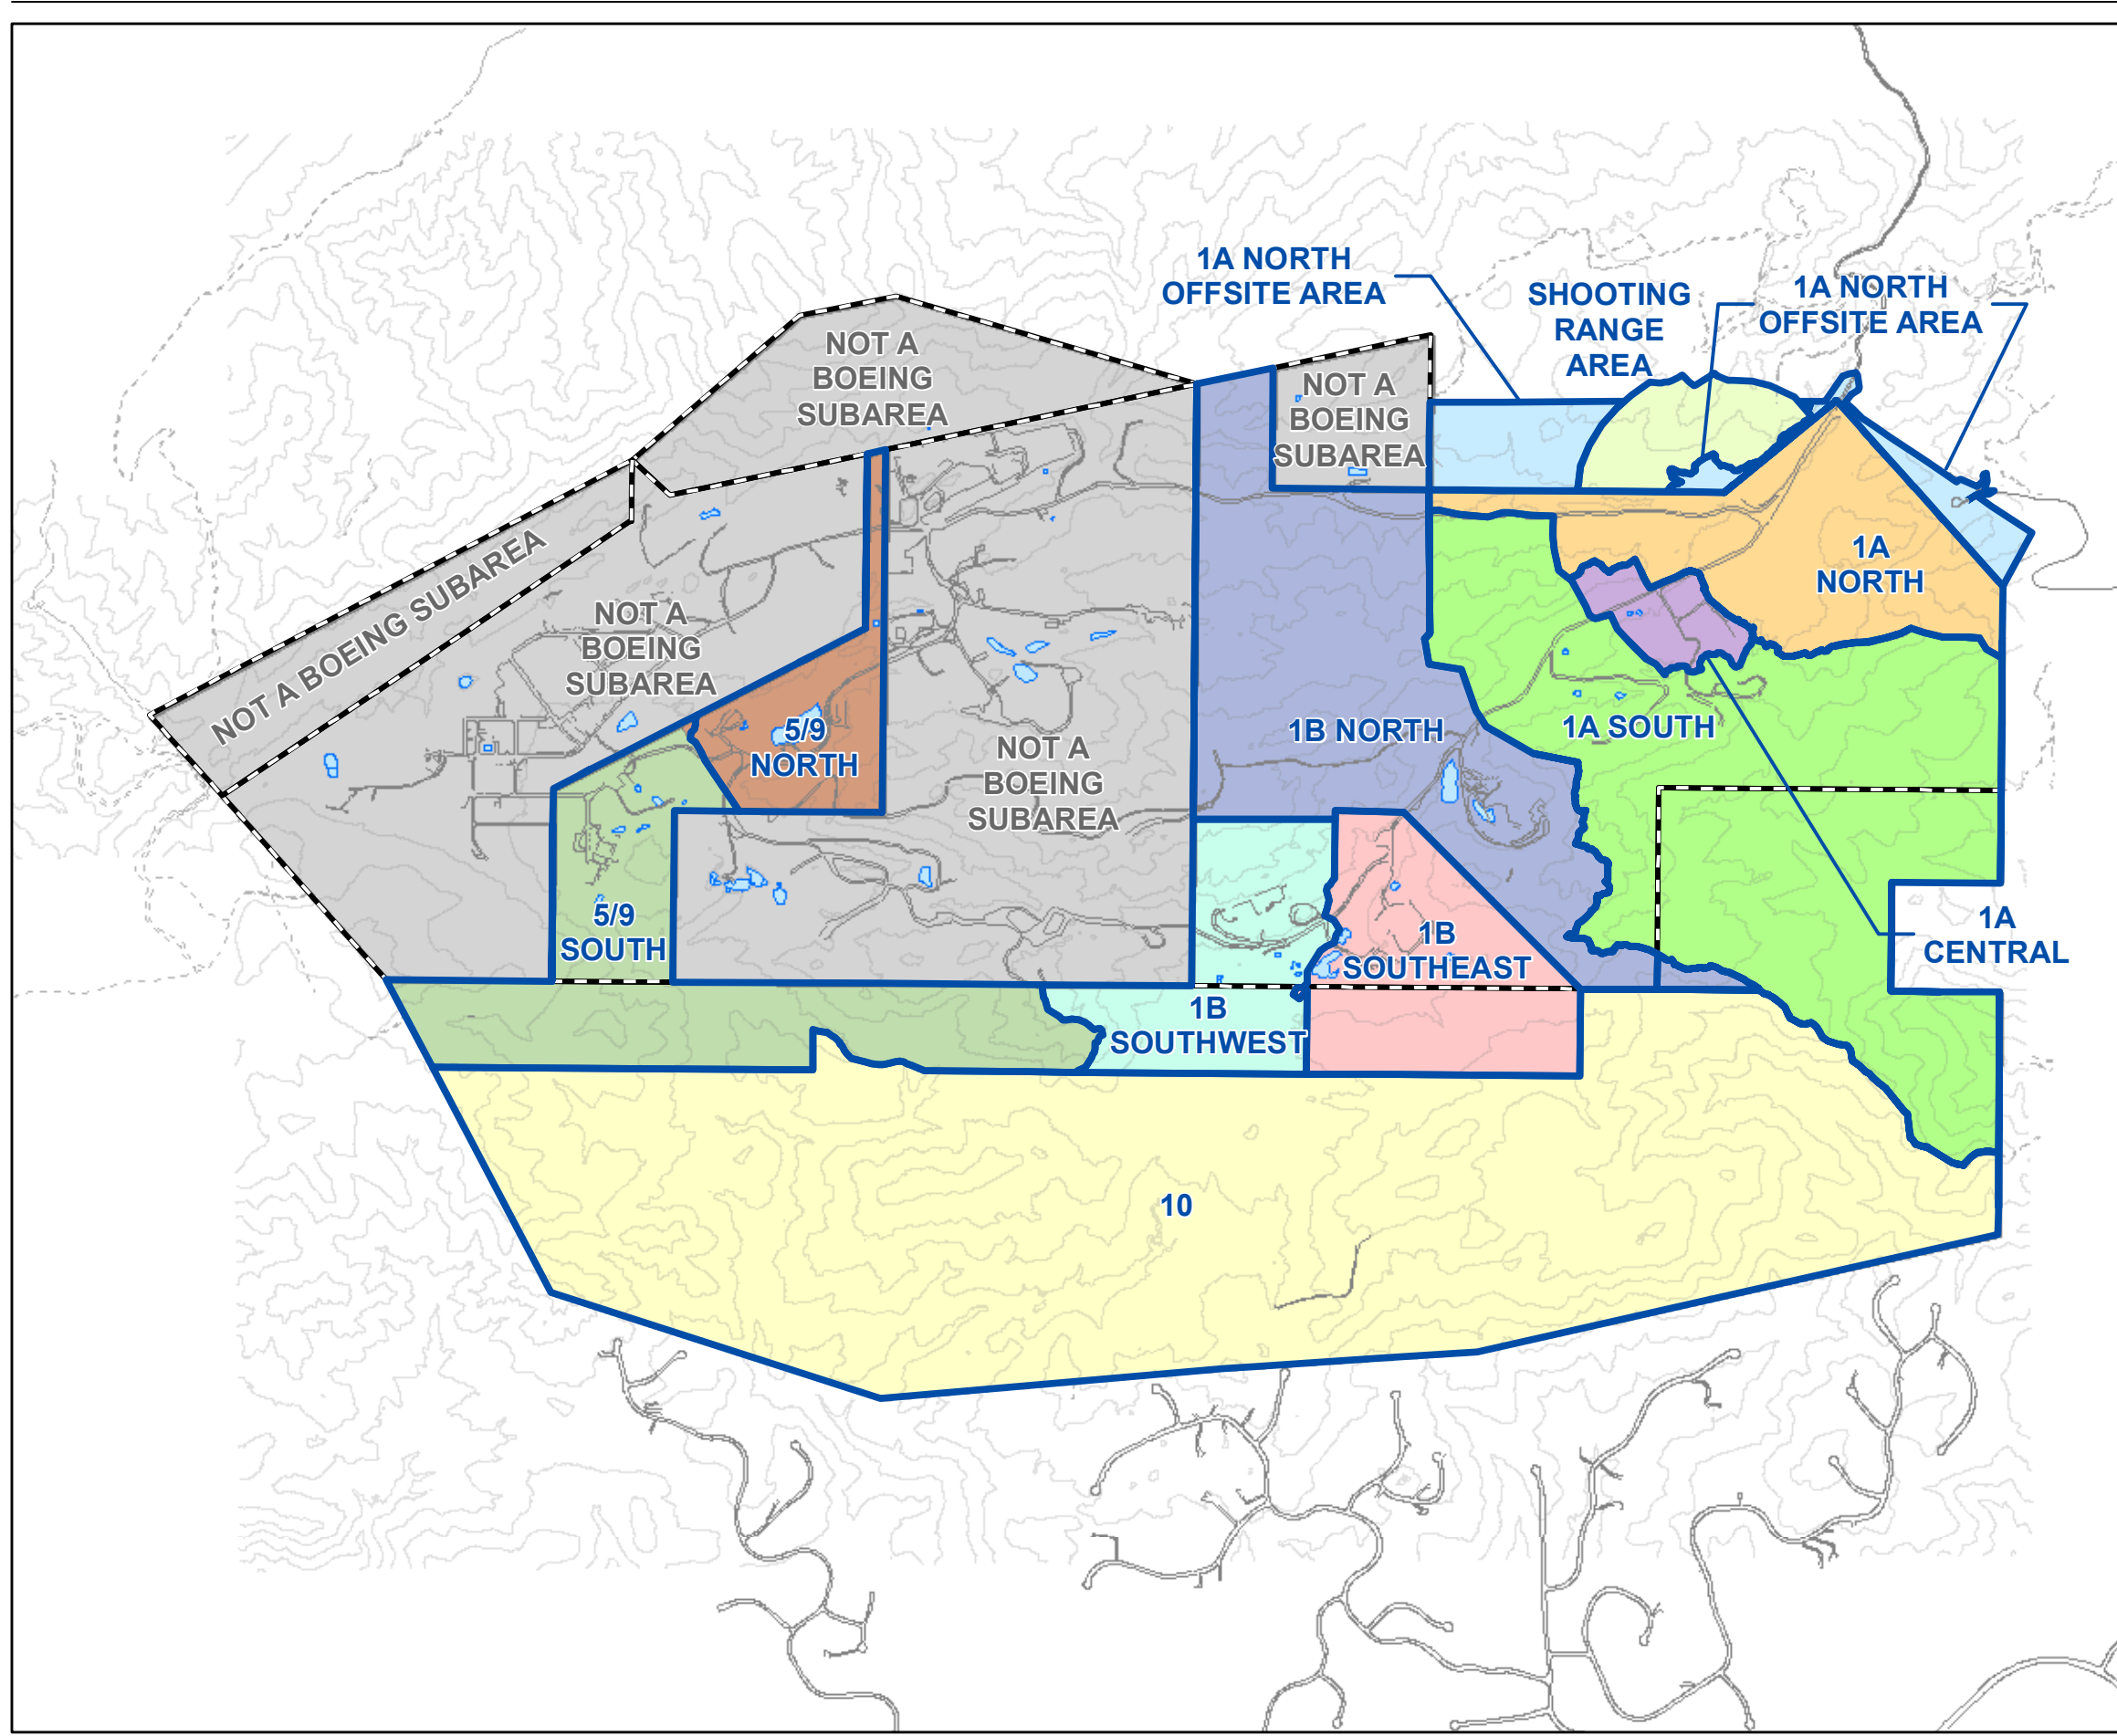 1A NORTH
OFFSITE AREA
SHOOTING
RANGE
AREA
1A NORTH
OFFSITE AREA
NOT A
BOEING
SUBAREA
NOT A
BOEING
SUBAREA
NOT A BOEING SUBAREA
NOT A
BOEING
SUBAREA
1A
NORTH
5/9
NORTH
NOT A
BOEING
SUBAREA
1B NORTH
1A SOUTH
5/9
SOUTH
1B
SOUTHEAST
1A
CENTRAL
1B
SOUTHWEST
10